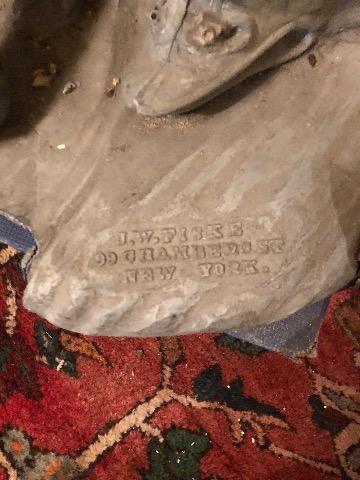 J.W. FISKE
99 CHAMBERS ST
NEW YORK.